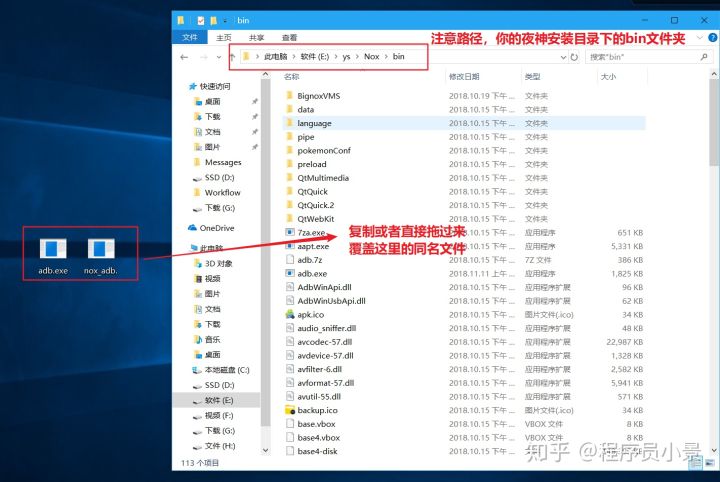 bin
文件
主页
共享
查看
注意路径，你的夜神安装目录下的bin文件夹
此电脑 › 软件 (E:) › ys › Nox › bin
搜索"bin"
名称 修改日期 类型 大小
快速访问
桌面
下载
文档
图片
Messages
SSD (D:)
Workflow
下载 (G:)
OneDrive
此电脑
3D 对象
视频
图片
文档
下载
音乐
桌面
本地磁盘 (C:)
SSD (D:)
软件 (E:)
视频 (F:)
下载 (G:)
文件 (H:)
BignoxVMS 2018.10.19 下午 ... 文件夹
data 2018.10.15 下午 ... 文件夹
language 2018.10.15 下午 ... 文件夹
pipe 2018.10.15 下午 ... 文件夹
pokemonConf 2018.10.15 下午 ... 文件夹
preload 2018.10.15 下午 ... 文件夹
QtMultimedia 2018.10.15 下午 ... 文件夹
QtQuick 2018.10.15 下午 ... 文件夹
QtQuick.2 2018.10.15 下午 ... 文件夹
QtWebKit 2018.10.15 下午 ... 文件夹
7za.exe 2018.10.15 下午 ... 应用程序 651 KB
aapt.exe 2018.10.15 下午 ... 应用程序 5,331 KB
adb.7z 2018.10.15 下午 ... 7Z 文件 386 KB
adb.exe 2018.11.11 上午 ... 应用程序 1,825 KB
AdbWinApi.dll 2018.10.15 下午 ... 应用程序扩展 96 KB
AdbWinUsbApi.dll 2018.10.15 下午 ... 应用程序扩展 62 KB
apk.ico 2018.10.15 下午 ... 图片文件(.ico) 34 KB
audio_sniffer.dll 2018.10.15 下午 ... 应用程序扩展 48 KB
avcodec-57.dll 2018.10.15 下午 ... 应用程序扩展 22,987 KB
avdevice-57.dll 2018.10.15 下午 ... 应用程序扩展 1,328 KB
avfilter-6.dll 2018.10.15 下午 ... 应用程序扩展 2,582 KB
avformat-57.dll 2018.10.15 下午 ... 应用程序扩展 5,941 KB
avutil-55.dll 2018.10.15 下午 ... 应用程序扩展 571 KB
backup.ico 2018.10.15 下午 ... 图片文件(.ico) 34 KB
base.vbox 2018.10.15 下午 ... VBOX 文件 8 KB
base4.vbox 2018.10.15 下午 ... VBOX 文件 8 KB
base4-disk 2018.10.15 下午 ...
复制或者直接拖过来
覆盖这里的同名文件
adb.exe
nox_adb.
113 个项目
知乎 @程序员小景